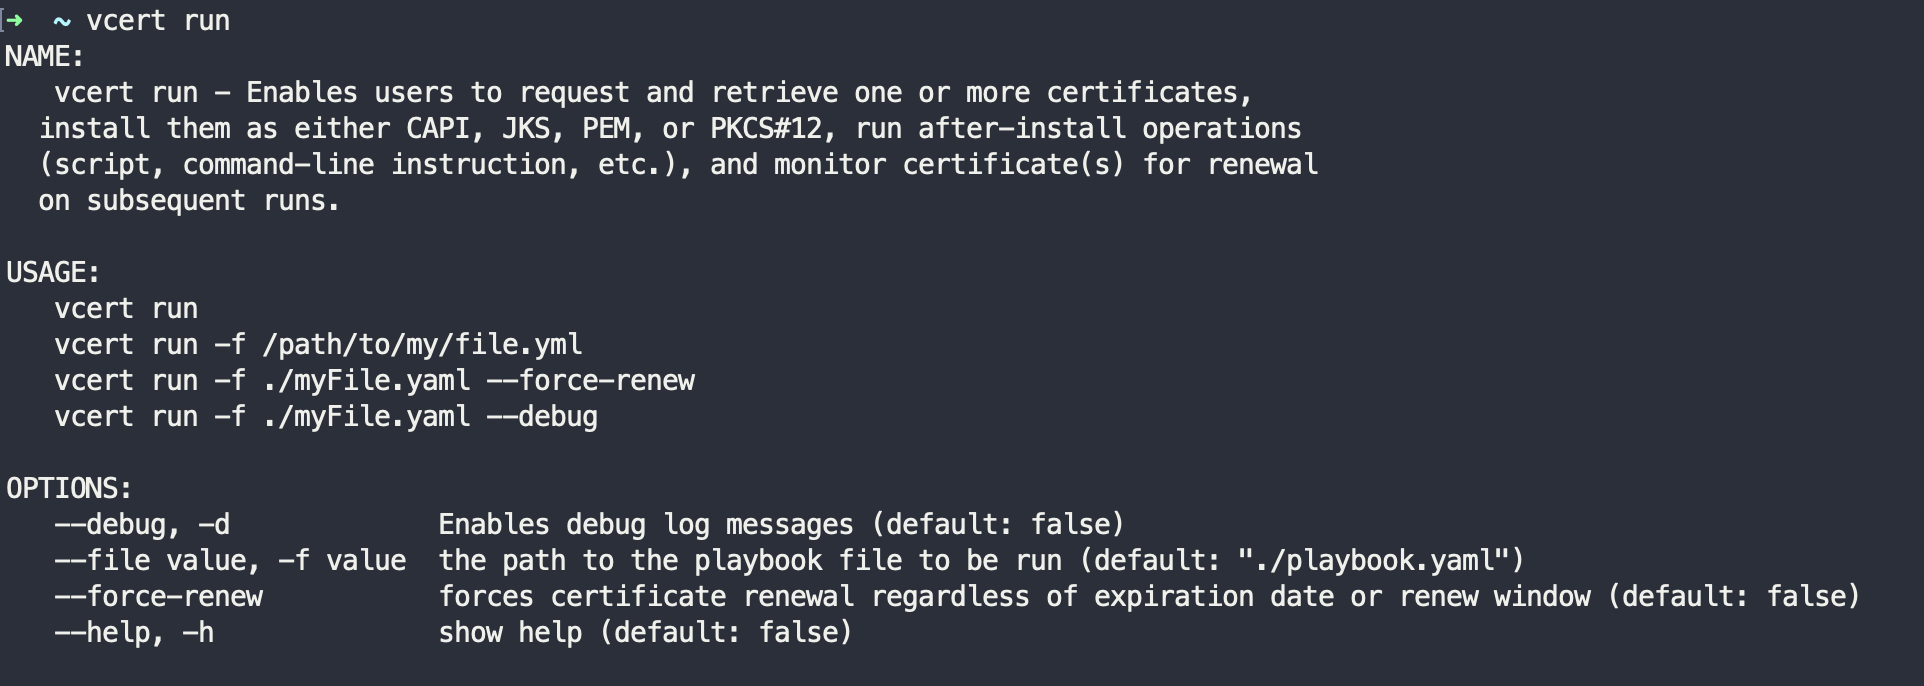 ➜  ~ vcert run
NAME:
   vcert run - Enables users to request and retrieve one or more certificates,
  install them as either CAPI, JKS, PEM, or PKCS#12, run after-install operations
  (script, command-line instruction, etc.), and monitor certificate(s) for renewal
  on subsequent runs.

USAGE:
   vcert run
   vcert run -f /path/to/my/file.yml
   vcert run -f ./myFile.yaml --force-renew
   vcert run -f ./myFile.yaml --debug

OPTIONS:
   --debug, -d             Enables debug log messages (default: false)
   --file value, -f value  the path to the playbook file to be run (default: "./playbook.yaml")
   --force-renew           forces certificate renewal regardless of expiration date or renew window (default: false)
   --help, -h              show help (default: false)